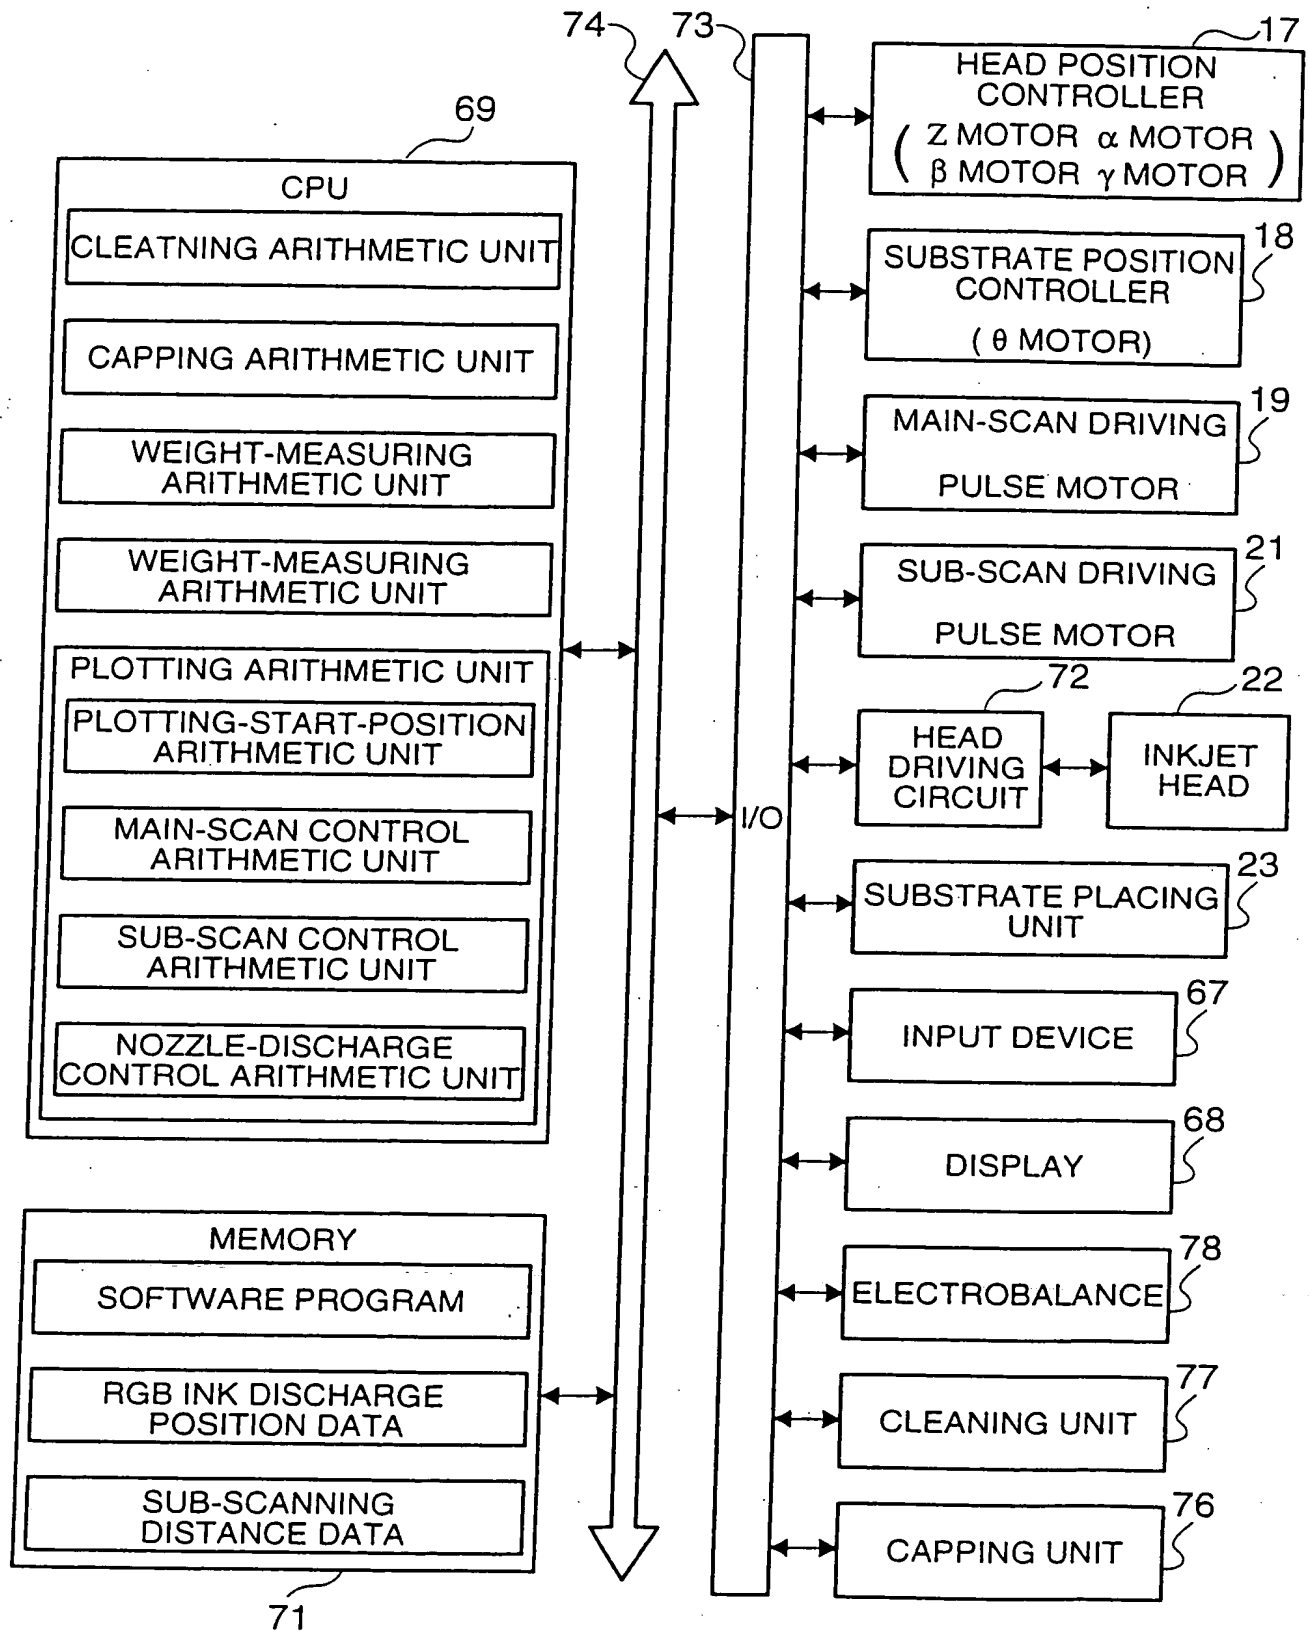 74
73
69
CPU
CLEATNING ARITHMETIC UNIT
CAPPING ARITHMETIC UNIT
WEIGHT-MEASURING
ARITHMETIC UNIT
WEIGHT-MEASURING
ARITHMETIC UNIT
PLOTTING ARITHMETIC UNIT
PLOTTING-START-POSITION
ARITHMETIC UNIT
MAIN-SCAN CONTROL
ARITHMETIC UNIT
SUB-SCAN CONTROL
ARITHMETIC UNIT
NOZZLE-DISCHARGE
CONTROL ARITHMETIC UNIT
MEMORY
SOFTWARE PROGRAM
RGB INK DISCHARGE
POSITION DATA
SUB-SCANNING
DISTANCE DATA
71
I/O
17
HEAD POSITION
CONTROLLER
( Z MOTOR α MOTOR
β MOTOR γ MOTOR )
18
SUBSTRATE POSITION
CONTROLLER
( θ MOTOR)
19
MAIN-SCAN DRIVING
PULSE MOTOR
21
SUB-SCAN DRIVING
PULSE MOTOR
72
HEAD
DRIVING
CIRCUIT
22
INKJET
HEAD
23
SUBSTRATE PLACING
UNIT
67
INPUT DEVICE
68
DISPLAY
78
ELECTROBALANCE
77
CLEANING UNIT
76
CAPPING UNIT